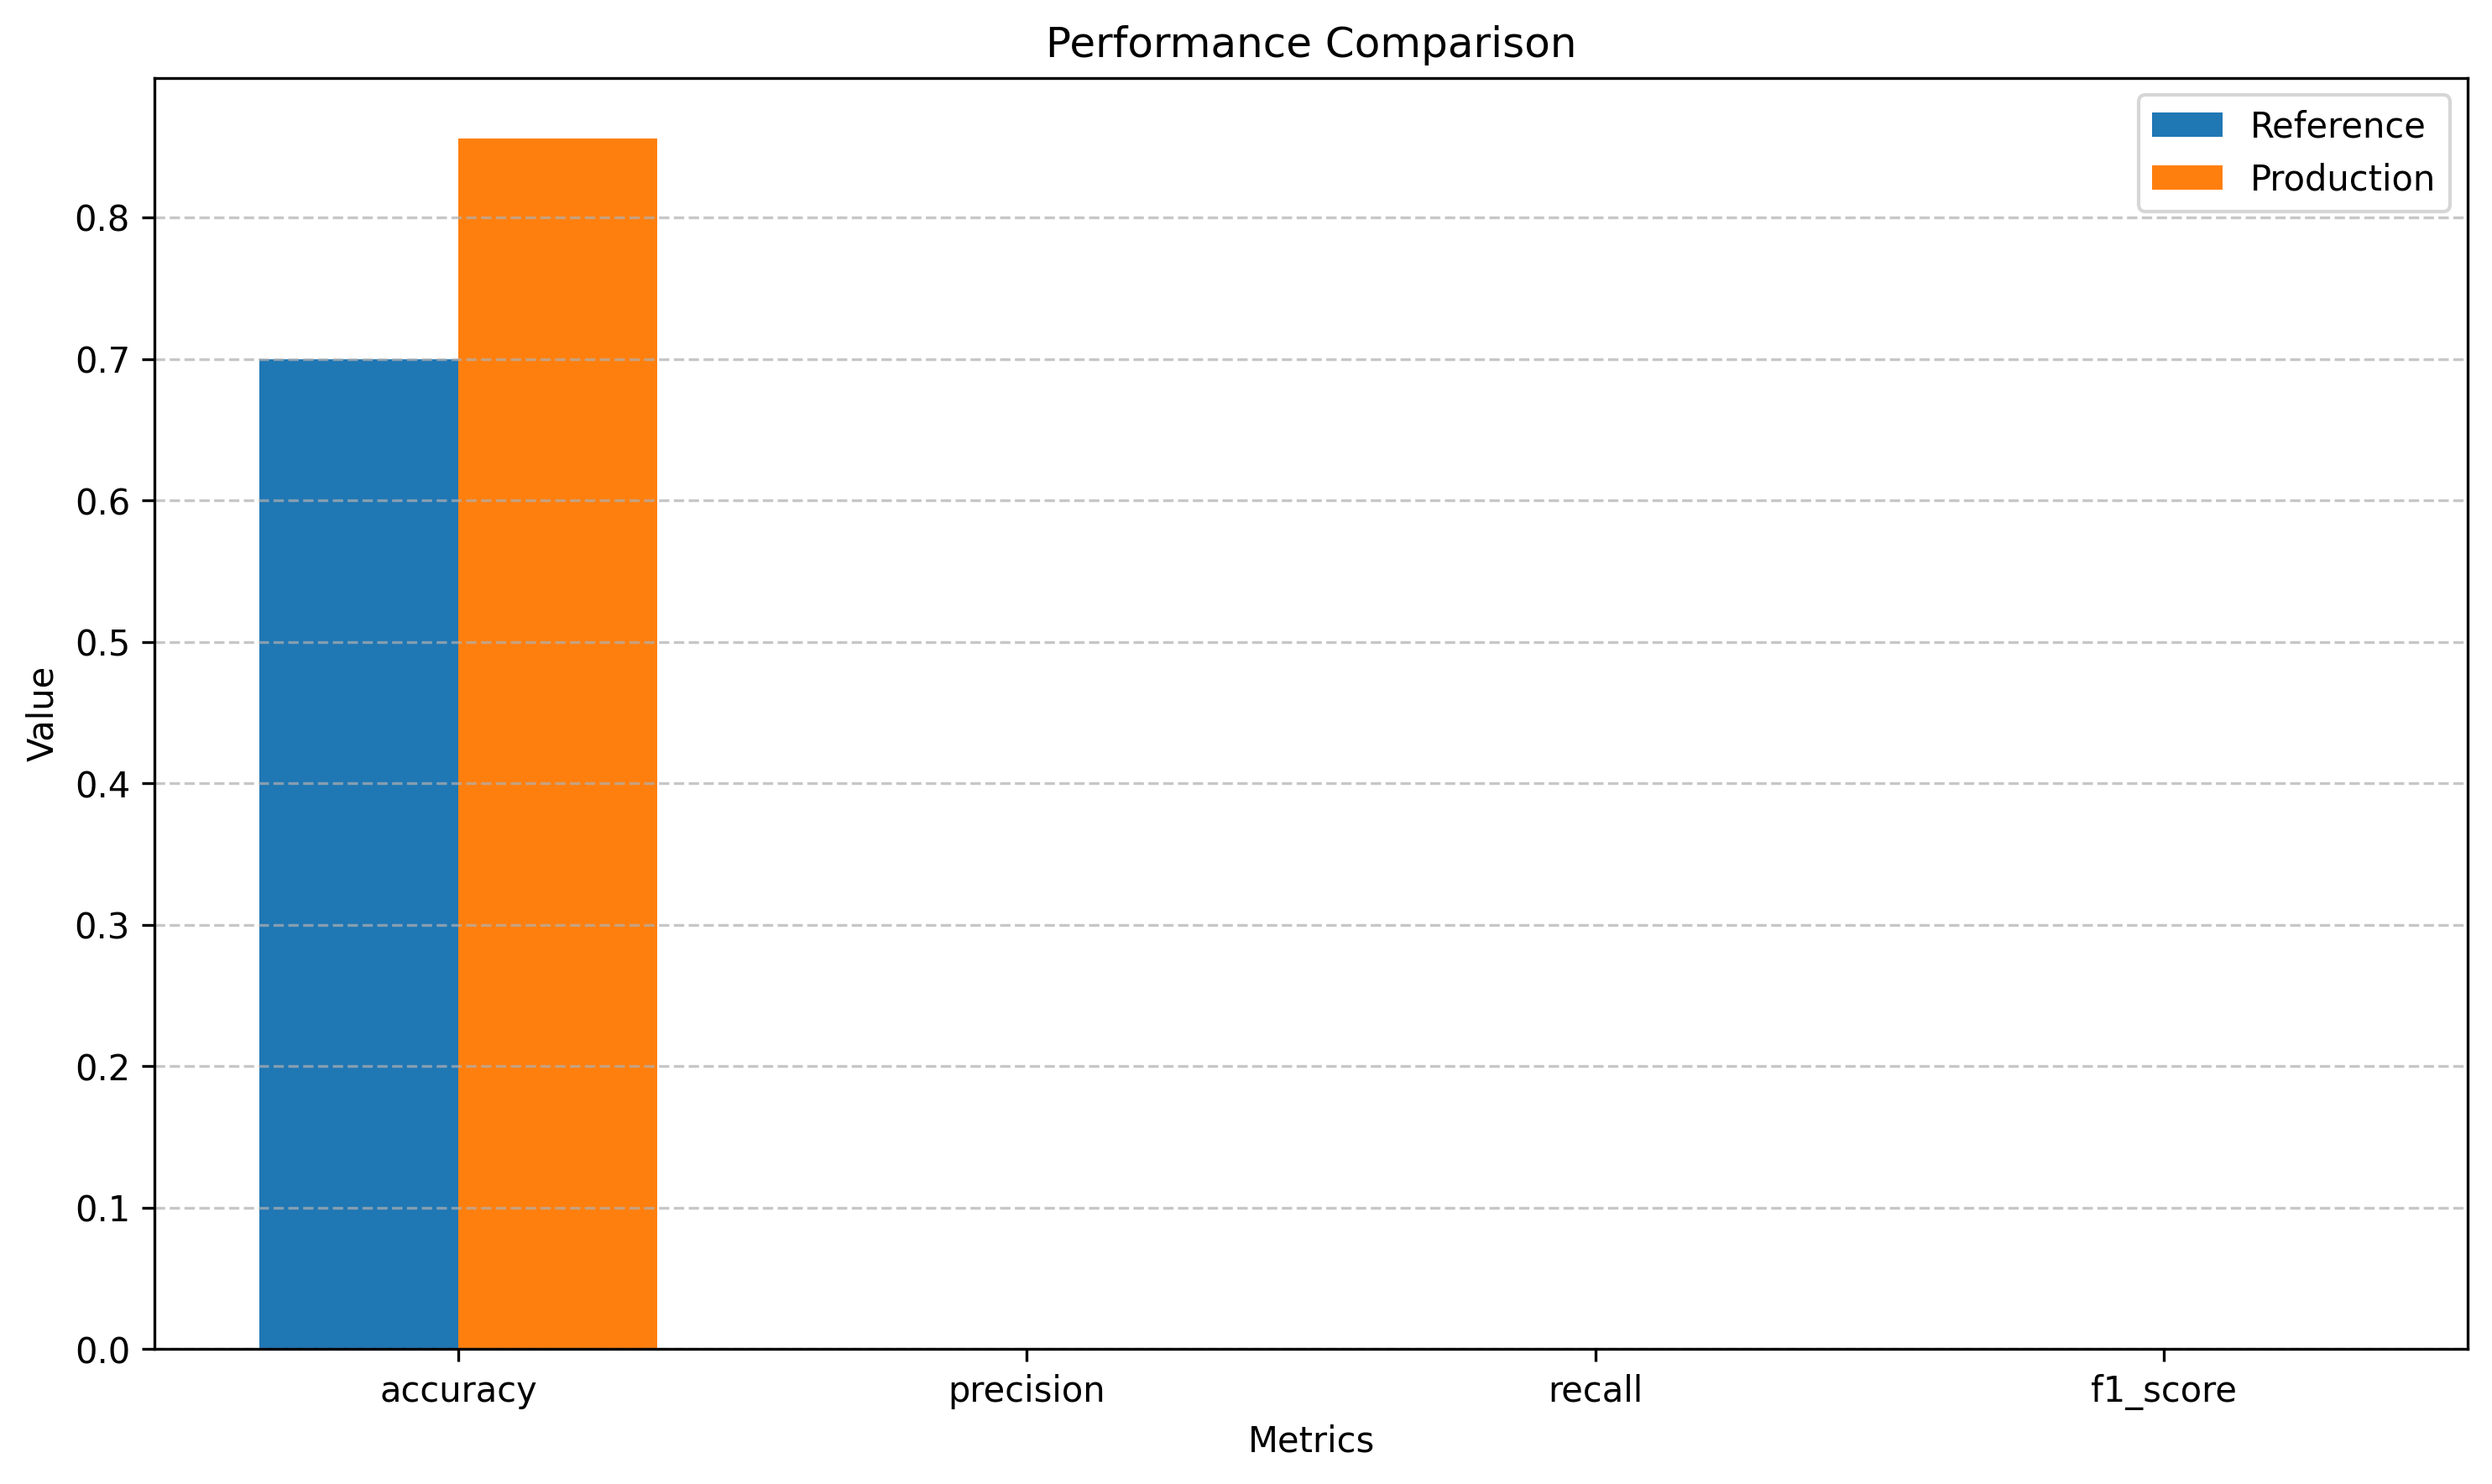 Performance Comparison
Reference
Production
0.8
0.7
0.6
0.5
0.4
0.3
0.2
0.1
0.0
Value
accuracy
precision
recall
f1_score
Metrics